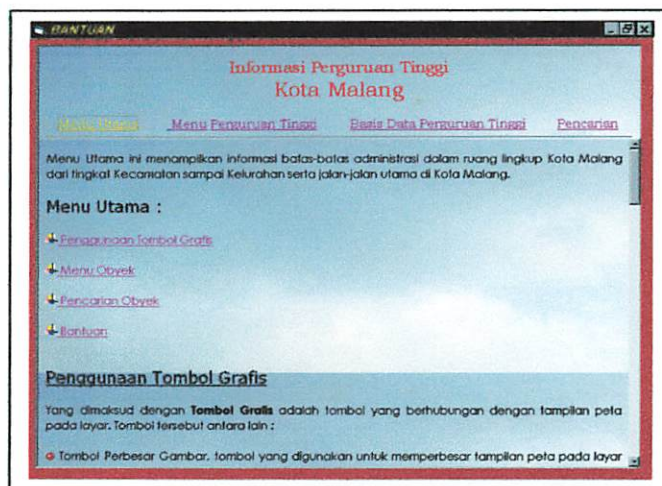 BANTUAN
Informasi Perguruan Tinggi
Kota Malang
Menu Utama Menu Perguruan Tinggi Basis Data Perguruan Tinggi Pencarian
Menu Utama ini menampilkan informasi batas-batas administrasi dalam ruang lingkup Kota Malang
dari tingkat Kecamatan sampai Kelurahan serta jalan-jalan utama di Kota Malang.
Menu Utama :
Penggunaan Tombol Grafis
Menu Obyek
Pencarian Obyek
Bantuan
Penggunaan Tombol Grafis
Yang dimaksud dengan Tombol Grafis adalah tombol yang berhubungan dengan tampilan peta
pada layar. Tombol tersebut antara lain :
Tombol Perbesar Gambar, tombol yang digunakan untuk memperbesar tampilan peta pada layar